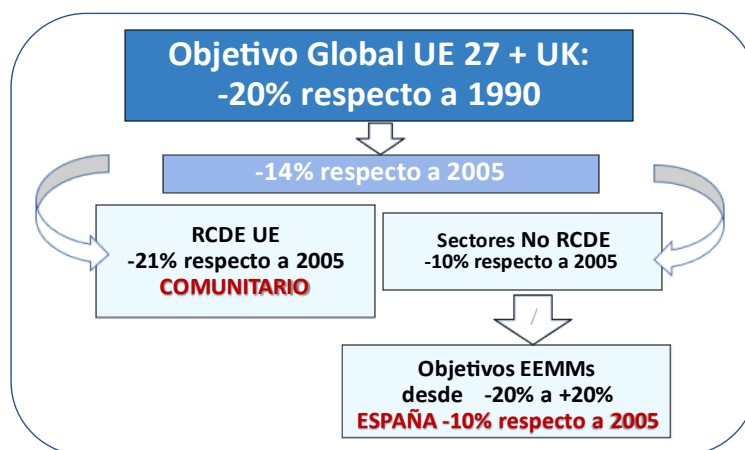 Objetivo Global UE 27 + UK:
-20% respecto a 1990
-14% respecto a 2005
RCDE UE
-21% respecto a 2005
COMUNITARIO
Sectores No RCDE
-10% respecto a 2005
/
Objetivos EEMMs
desde -20% a +20%
ESPAÑA -10% respecto a 2005